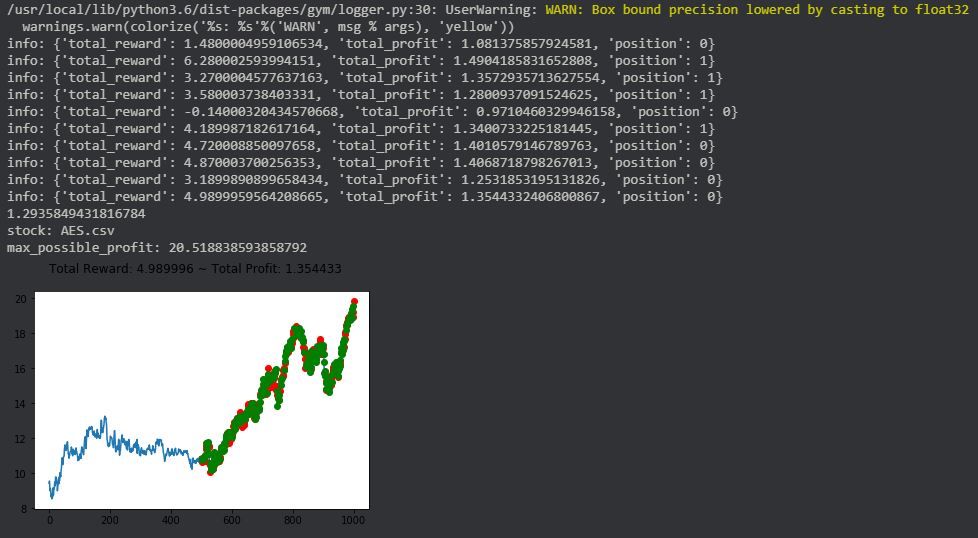 /usr/local/lib/python3.6/dist-packages/gym/logger.py:30: UserWarning: WARN: Box bound precision lowered by casting to float32
warnings.warn(colorize('%s: %s'%('WARN', msg % args), 'yellow'))
info: {'total_reward': 1.4800004959106534, 'total_profit': 1.081375857924581, 'position': 0}
info: {'total_reward': 6.280002593994151, 'total_profit': 1.4904185831652808, 'position': 1}
info: {'total_reward': 3.2700004577637163, 'total_profit': 1.3572935713627554, 'position': 1}
info: {'total_reward': 3.580003738403331, 'total_profit': 1.2800937091524625, 'position': 1}
info: {'total_reward': -0.14000320434570668, 'total_profit': 0.9710460329946158, 'position': 0}
info: {'total_reward': 4.189987182617164, 'total_profit': 1.3400733225181445, 'position': 1}
info: {'total_reward': 4.720008850097658, 'total_profit': 1.4010579146789763, 'position': 0}
info: {'total_reward': 4.870003700256353, 'total_profit': 1.4068718798267013, 'position': 0}
info: {'total_reward': 3.1899890899658434, 'total_profit': 1.2531853195131826, 'position': 0}
info: {'total_reward': 4.9899959564208665, 'total_profit': 1.3544332406800867, 'position': 0}
1.2935849431816784
stock: AES.csv
max_possible_profit: 20.518838593858792
Total Reward: 4.989996 ~ Total Profit: 1.354433
20
18
16
14
12
10
8
0 200 400 600 800 1000